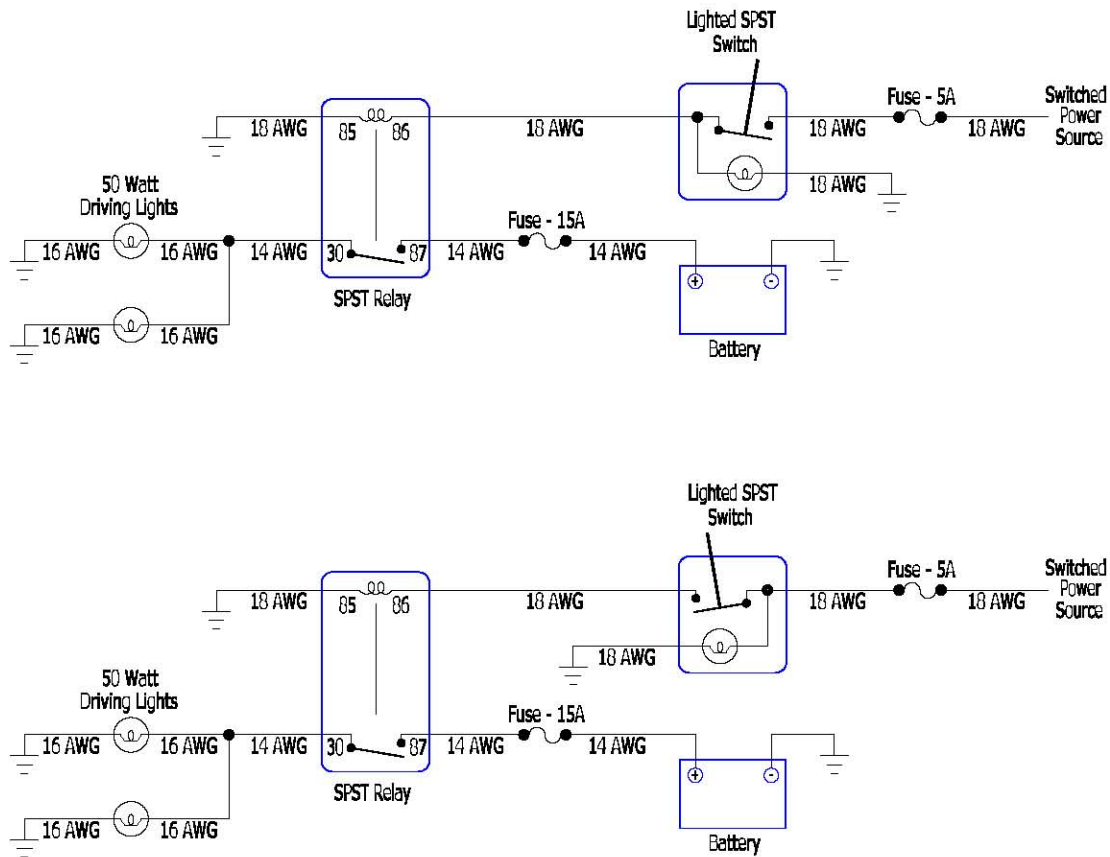 Lighted SPST
Switch
Fuse - 5A
Switched
Power
Source
18 AWG
85
86
18 AWG
18 AWG
18 AWG
18 AWG
50 Watt
Driving Lights
Fuse - 15A
16 AWG
16 AWG
14 AWG
30
87
14 AWG
14 AWG
+
-
SPST Relay
16 AWG
16 AWG
Battery
Lighted SPST
Switch
Fuse - 5A
Switched
Power
Source
18 AWG
85
86
18 AWG
18 AWG
18 AWG
18 AWG
50 Watt
Driving Lights
Fuse - 15A
16 AWG
16 AWG
14 AWG
30
87
14 AWG
14 AWG
+
-
SPST Relay
16 AWG
16 AWG
Battery